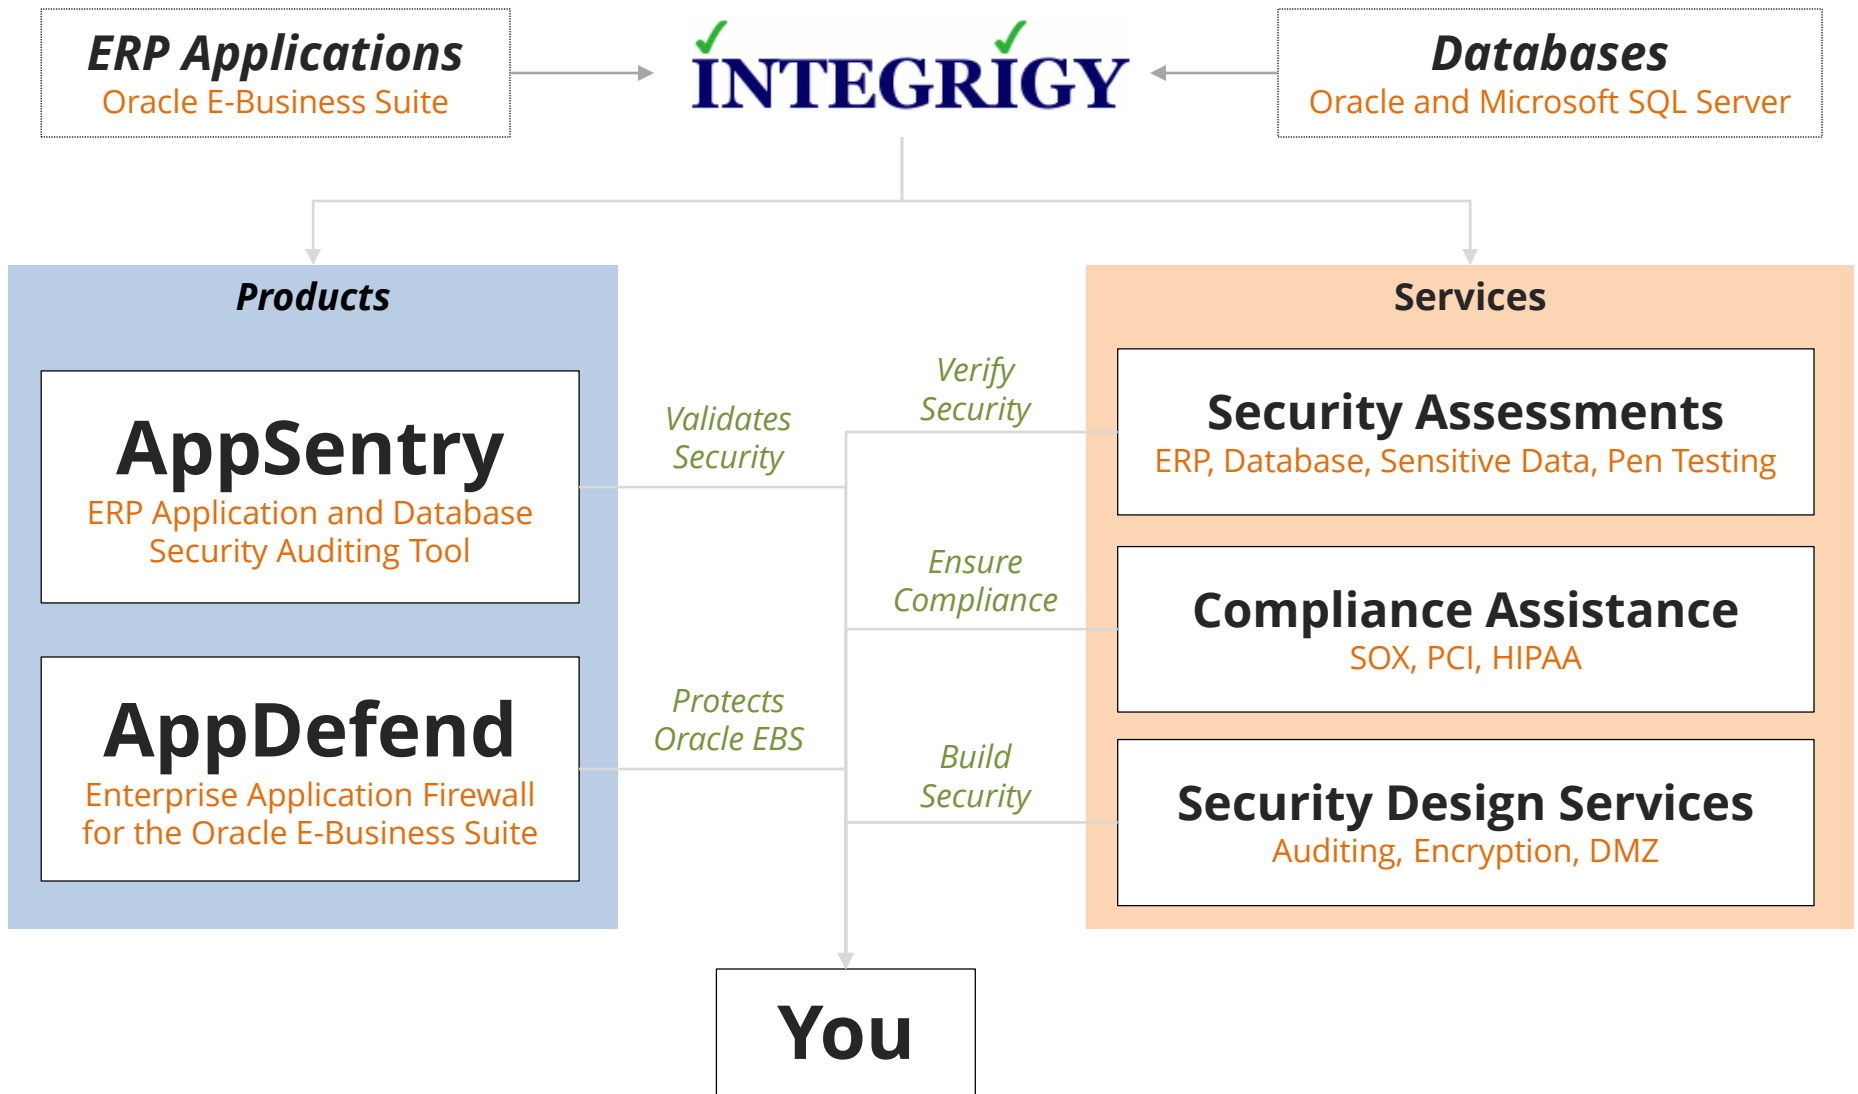 ERP Applications
Oracle E-Business Suite
INTEGRIGY
Databases
Oracle and Microsoft SQL Server
Products
AppSentry
ERP Application and Database
Security Auditing Tool
AppDefend
Enterprise Application Firewall
for the Oracle E-Business Suite
Validates
Security
Protects
Oracle EBS
Verify
Security
Ensure
Compliance
Build
Security
Services
Security Assessments
ERP, Database, Sensitive Data, Pen Testing
Compliance Assistance
SOX, PCI, HIPAA
Security Design Services
Auditing, Encryption, DMZ
You